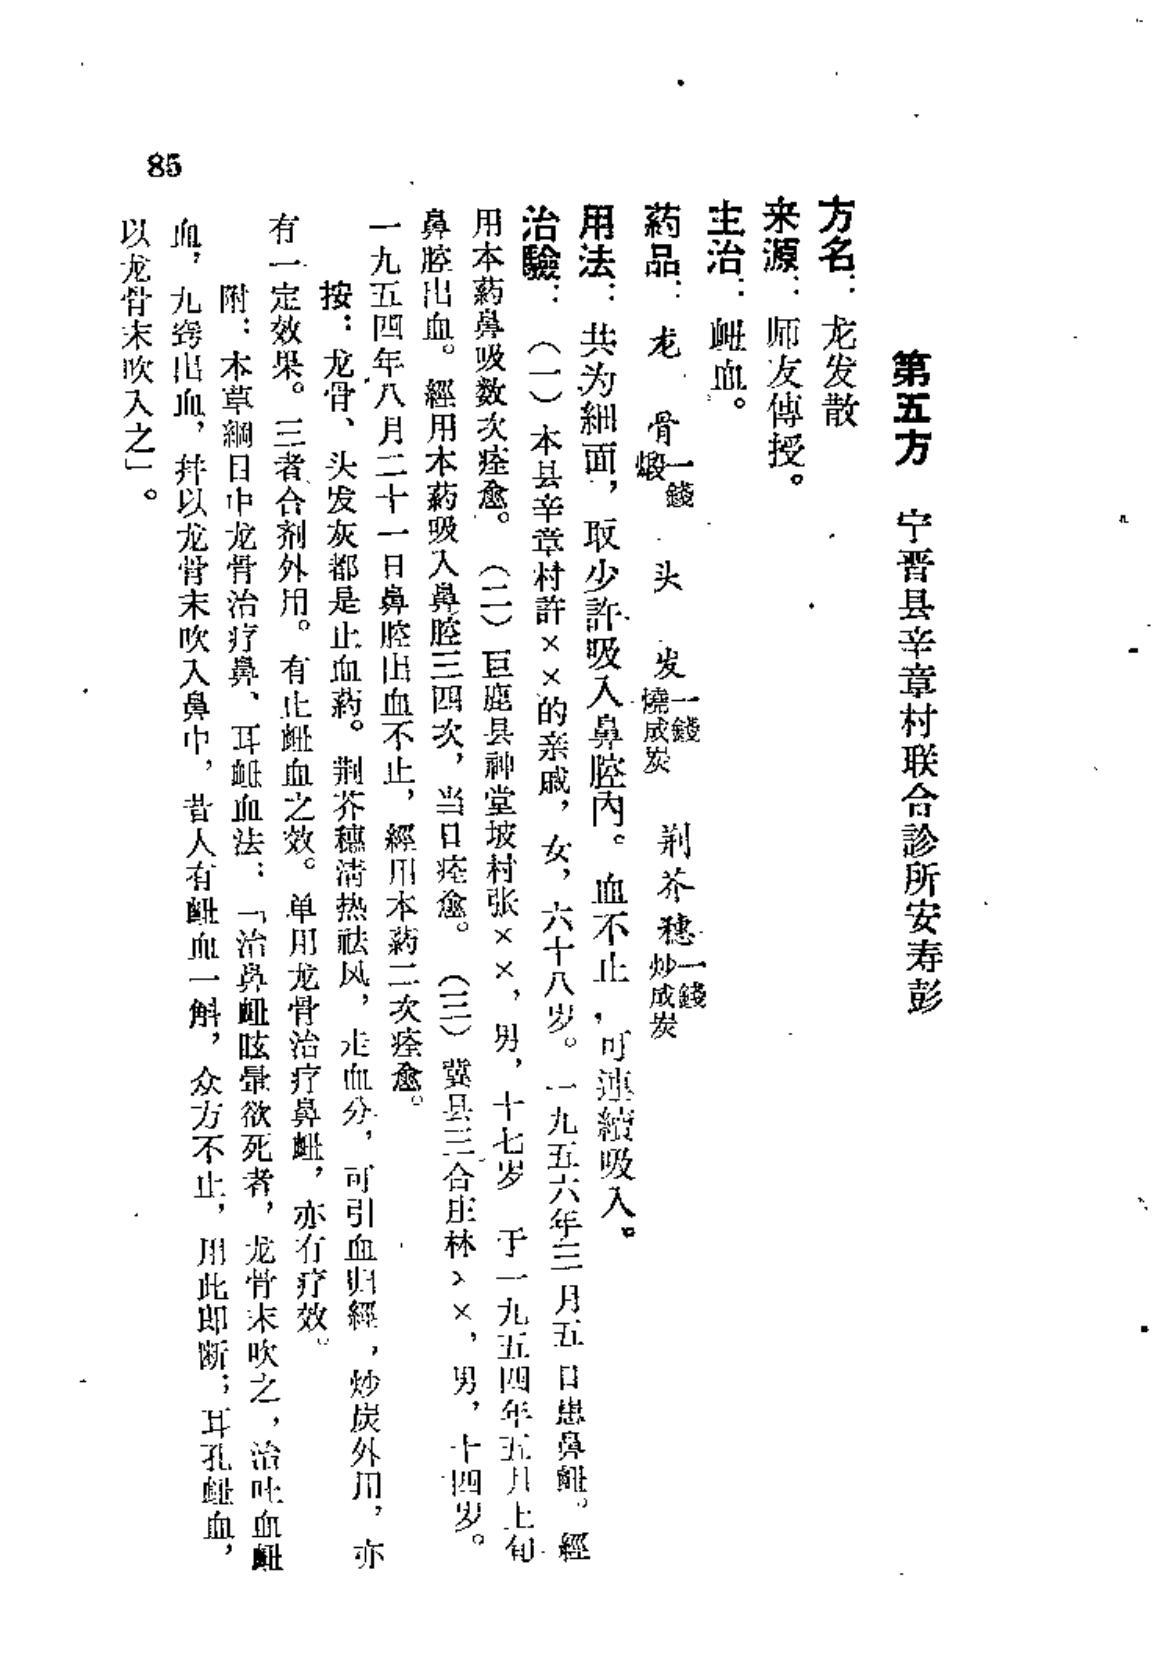 第五方　宁晋县辛章村联合診所安寿彭
方名：龙发散
来源：师友傳授。
主治：衄血。
药品：龙骨煅一錢　头发燒成炭一錢　荆芥穗炒成炭一錢
用法：共为細面，取少許吸入鼻腔內。血不止，可連續吸入。
治驗：（一）本县辛章村許××的亲戚，女，六十八岁。一九五六年三月五日患鼻衄。經
用本药鼻吸数次痊愈。（二）巨鹿县神堂坡村张××，男，十七岁　于一九五四年五月上旬
鼻腔出血。經用本药吸入鼻腔三四次，当日痊愈。（三）冀县三合庄林××，男，十四岁。
一九五四年八月二十一日鼻腔出血不止，經用本药二次痊愈。
按：龙骨、头发灰都是止血药。荆芥穗清热祛风，走血分，可引血归經，炒炭外用，亦
有一定效果。三者合剂外用。有止衄血之效。单用龙骨治疗鼻衄，亦有疗效。
附：本草綱目中龙骨治疗鼻、耳衄血法：「治鼻衄眩暈欲死者，龙骨末吹之，治吐血衄
血，九窍出血，幷以龙骨末吹入鼻中，昔人有衄血一斛，众方不止，用此即断；耳孔衄血，
以龙骨末吹入之」。
85